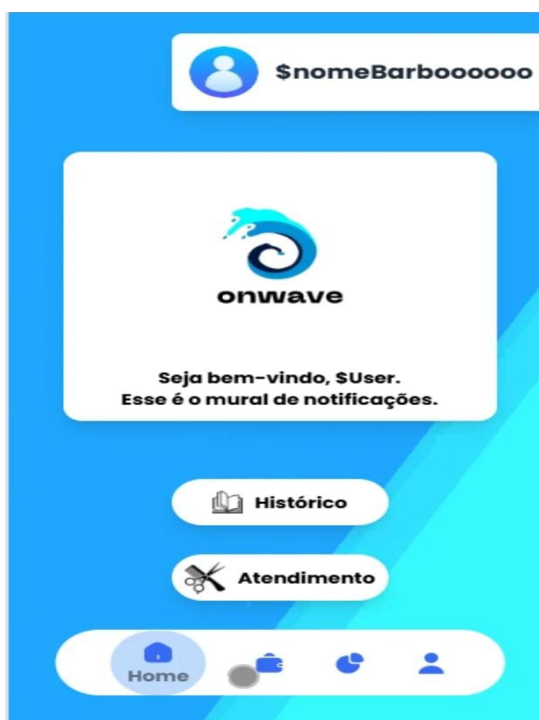 $nomeBarboooooo
onwave
Seja bem-vindo, $User.
Esse é o mural de notificações.
Histórico
Atendimento
Home